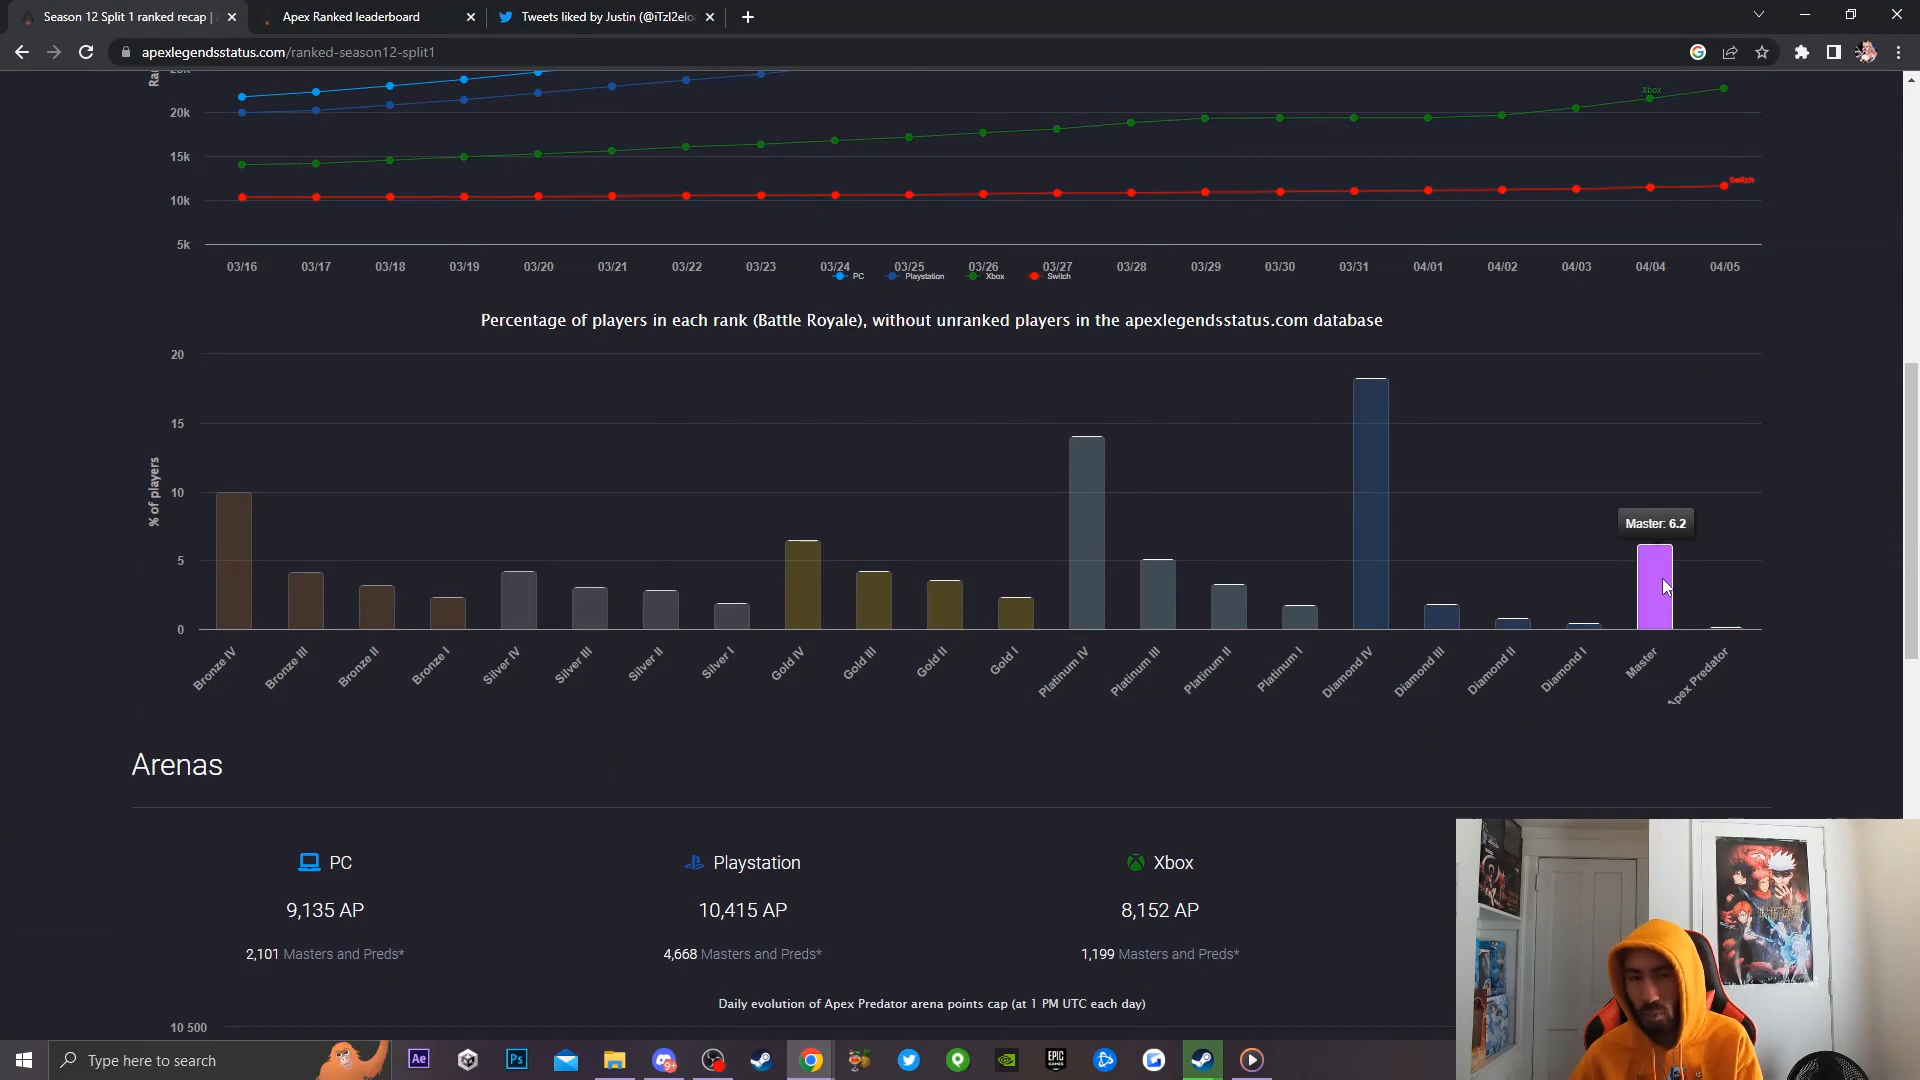 Season 12 Split 1 ranked recap |
Apex Ranked leaderboard
Tweets liked by Justin (@iTzl2elo
apexlegendsstatus.com/ranked-season12-split1
20k
15k
10k
5k
Xbox
Switch
03/16 03/17 03/18 03/19 03/20 03/21 03/22 03/23 03/24 03/25 03/26 03/27 03/28 03/29 03/30 03/31 04/01 04/02 04/03 04/04 04/05
PC Playstation Xbox Switch
Percentage of players in each rank (Battle Royale), without unranked players in the apexlegendsstatus.com database
20
15
10
5
0
% of players
Master: 6.2
Bronze IV Bronze III Bronze II Bronze I Silver IV Silver III Silver II Silver I Gold IV Gold III Gold II Gold I Platinum IV Platinum III Platinum II Platinum I Diamond IV Diamond III Diamond II Diamond I Master Apex Predator
Arenas
PC Playstation Xbox
9,135 AP 10,415 AP 8,152 AP
2,101 Masters and Preds* 4,668 Masters and Preds* 1,199 Masters and Preds*
Daily evolution of Apex Predator arena points cap (at 1 PM UTC each day)
10 500
Type here to search
Ae
Ps
9+
EPIC
GAMES